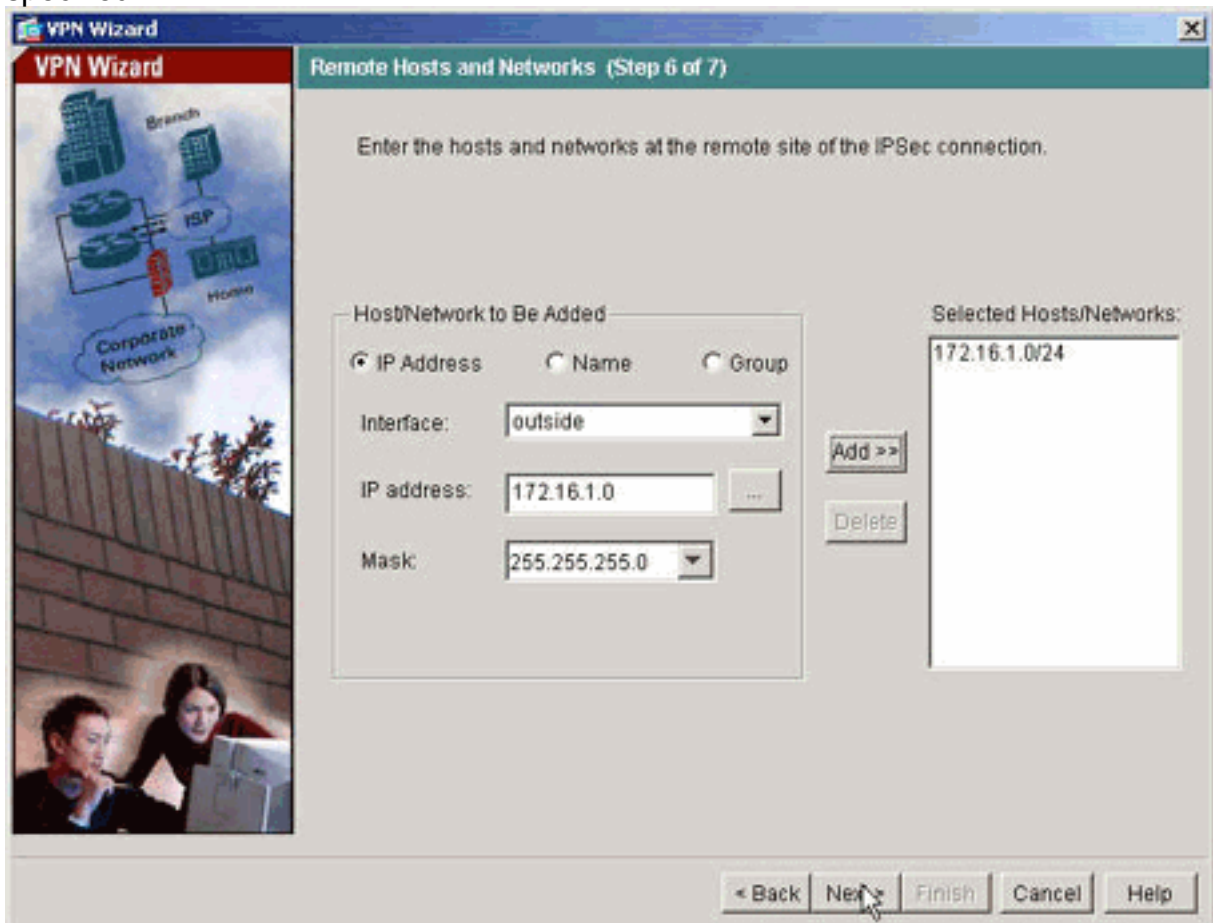 VPN Wizard
VPN Wizard
Remote Hosts and Networks (Step 6 of 7)
Branch
ISP
Home
Corporate
Network
Enter the hosts and networks at the remote site of the IPSec connection.
Host/Network to Be Added
IP Address Name Group
Interface: outside
IP address: 172.16.1.0 ...
Mask: 255.255.255.0
Add >>
Delete
Selected Hosts/Networks:
172.16.1.0/24
< Back Next > Finish Cancel Help